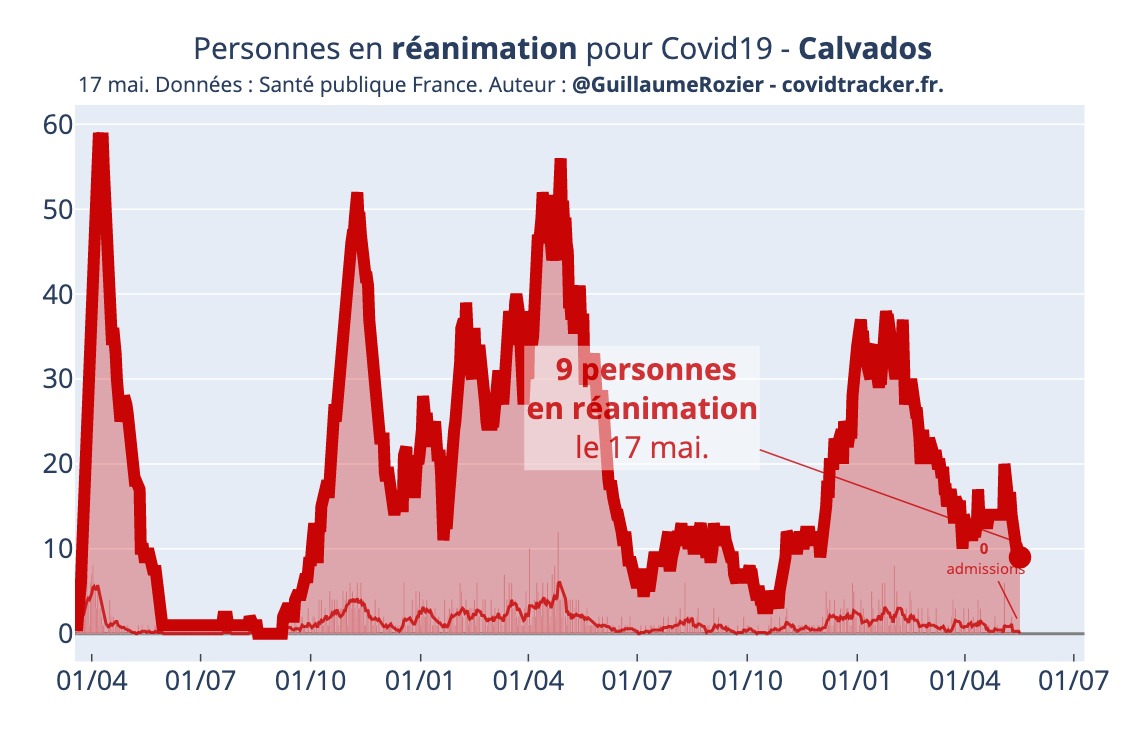 Personnes en réanimation pour Covid19 - Calvados
17 mai. Données : Santé publique France. Auteur : @GuillaumeRozier - covidtracker.fr.
60
50
40
30
20
10
0
9 personnes
en réanimation
le 17 mai.
0
admissions
01/04 01/07 01/10 01/01 01/04 01/07 01/10 01/01 01/04 01/07